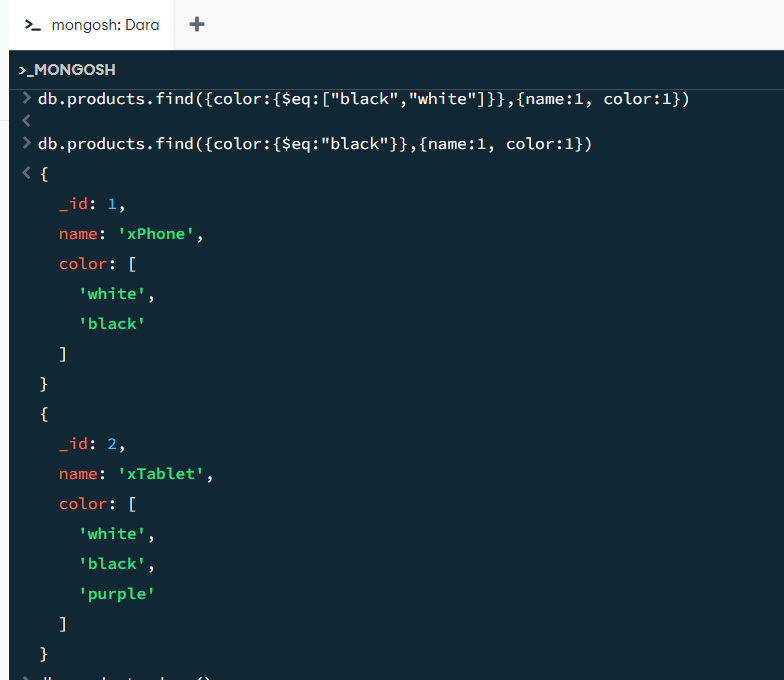 >_ mongosh: Dara +
>_MONGOSH
> db.products.find({color:{$eq:["black","white"]}},{name:1, color:1})
<
> db.products.find({color:{$eq:"black"}},{name:1, color:1})
< {
_id: 1,
name: 'xPhone',
color: [
'white',
'black'
]
}
{
_id: 2,
name: 'xTablet',
color: [
'white',
'black',
'purple'
]
}